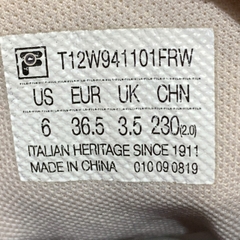 T12W941101FRW
US EUR UK CHN
6 36.5 3.5 230(2.0)
ITALIAN HERITAGE SINCE 1911
MADE IN CHINA 010 09 0819